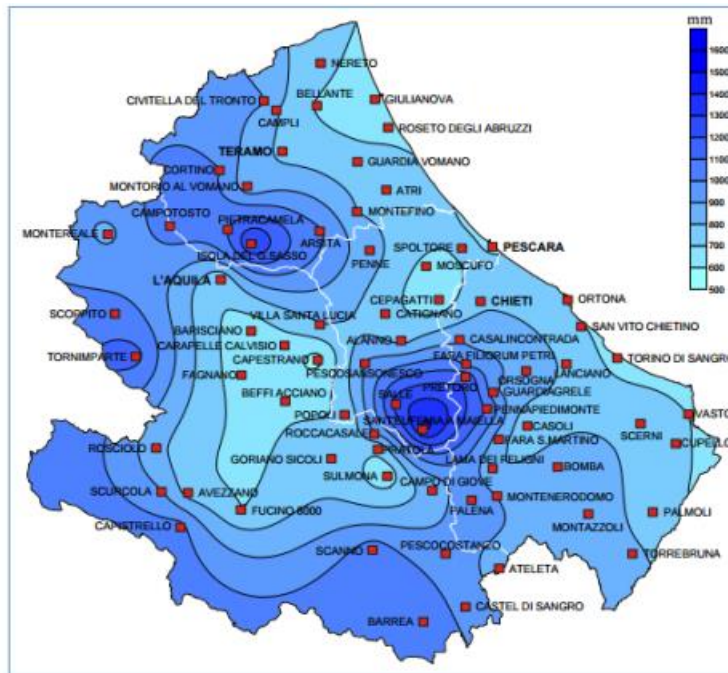 mm
1600
1500
1400
1300
1200
1100
1000
900
800
700
600
500
NERETO
BELLANTE
GIULIANOVA
CIVITELLA DEL TRONTO
CAMPLI
ROSETO DEGLI ABRUZZI
TERAMO
GUARDIA VOMANO
CORTINO
MONTORIO AL VOMANO
ATRI
CAMPOTOSTO
PIETRACAMELA
MONTEFINO
MONTEREALE
ARSITA
SPOLTORE
PESCARA
ISOLA DEL G.SASSO
PENNE
MOSCUFO
L'AQUILA
CEPAGATTI
CHIETI
ORTONA
SCOPPITO
VILLA SANTA LUCIA
CATIGNANO
SAN VITO CHIETINO
BARISCIANO
CARAPELLE CALVISIO
ALANNO
CASALINCONTRADA
TORNIMPARTE
CAPESTRANO
FARA FILIORUM PETRI
TORINO DI SANGRO
FAGNANO
PESCOSANSONESCO
PRETORO
ORSOGNA
LANCIANO
BEFFI ACCIANO
SALLE
GUARDIAGRELE
POPOLI
SANT'EUFEMIA A MAIELLA
PENNAPIEDIMONTE
VASTO
ROCCACASALE
CASOLI
SCERNI
ROSCIOLO
PRATOLA
FARA S.MARTINO
CUPELLO
GORIANO SICOLI
LAMA DEI PELIGNI
BOMBA
SULMONA
CAMPO DI GIOVE
SCURCOLA
AVEZZANO
MONTENERODOMO
FUCINO 8000
PALENA
MONTAZZOLI
PALMOLI
CAPISTRELLO
SCANNO
PESCOCOSTANZO
TORREBRUNA
ATELETA
CASTEL DI SANGRO
BARREA